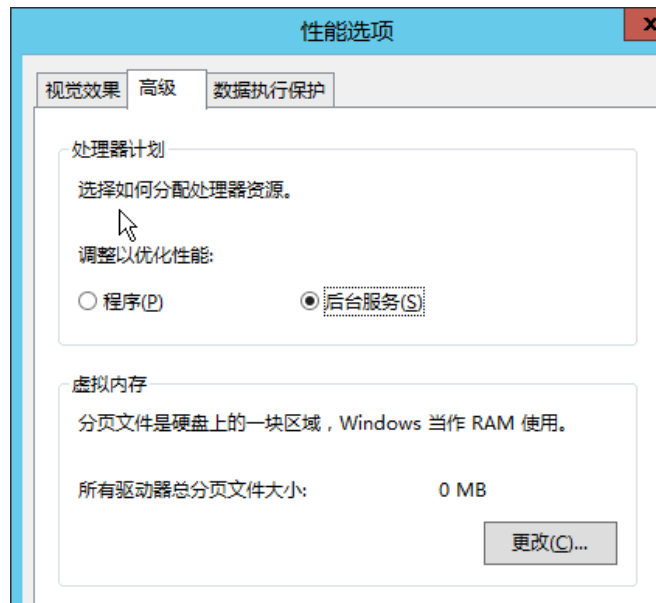 性能选项
视觉效果 高级 数据执行保护
处理器计划
选择如何分配处理器资源。
调整以优化性能:
程序(P) 后台服务(S)
虚拟内存
分页文件是硬盘上的一块区域，Windows 当作 RAM 使用。
所有驱动器总分页文件大小: 0 MB
更改(C)...